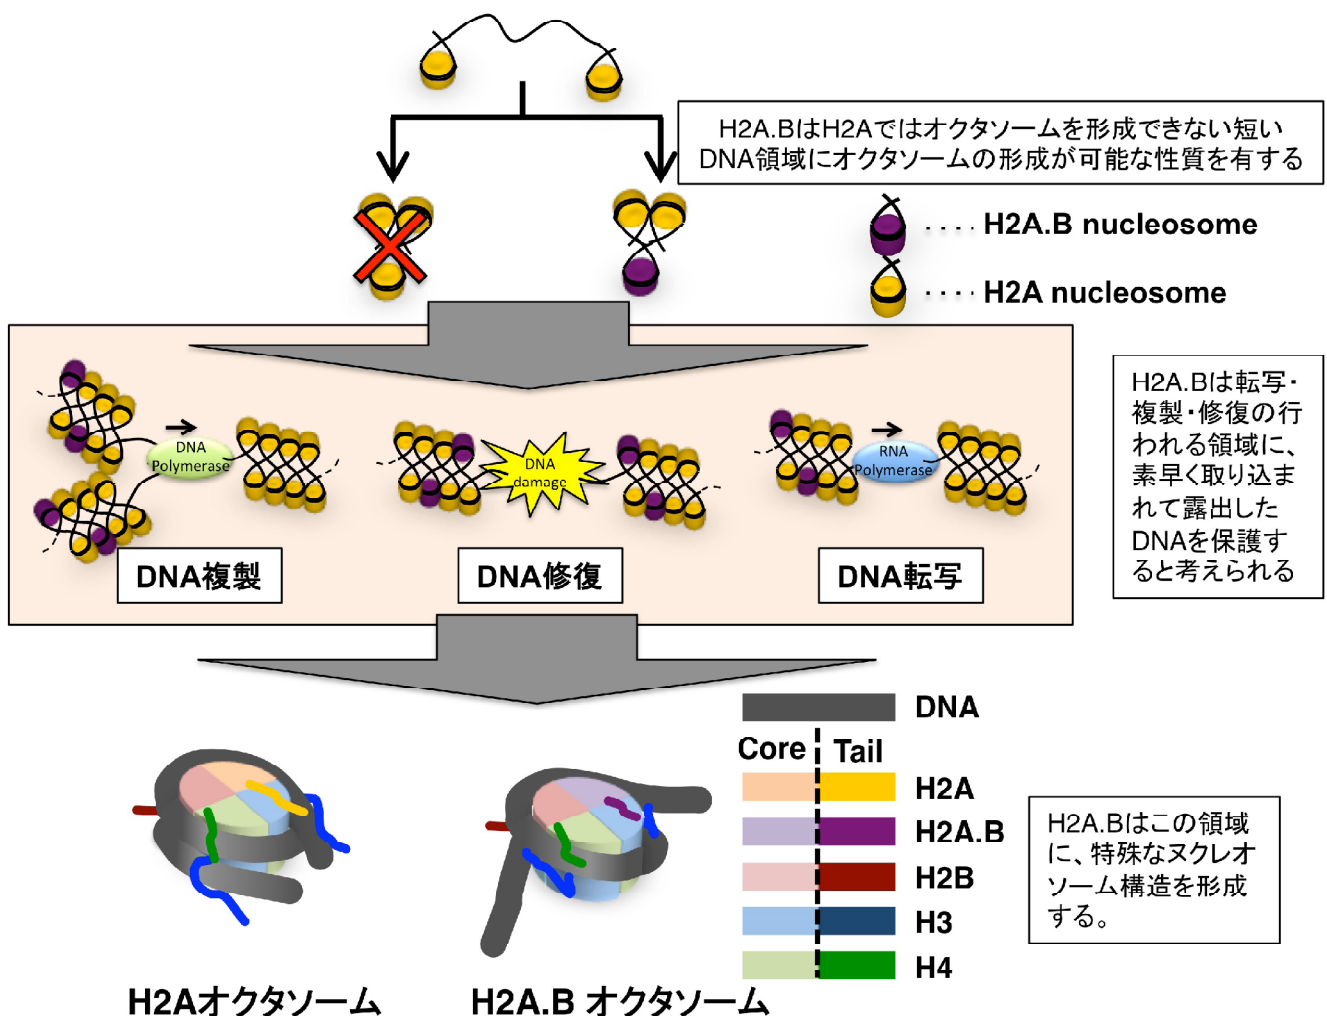 H2A.BはH2Aではオクタソームを形成できない短い
DNA領域にオクタソームの形成が可能な性質を有する
H2A.B nucleosome
H2A nucleosome
H2A.Bは転写・
複製・修復の行
われる領域に、
素早く取り込ま
れて露出した
DNAを保護す
ると考えられる
DNA
Polymerase
DNA
damage
RNA
Polymerase
DNA複製
DNA修復
DNA転写
DNA
Core
Tail
H2A
H2A.B
H2B
H3
H4
H2A.Bはこの領域
に、特殊なヌクレオ
ソーム構造を形成
する。
H2Aオクタソーム
H2A.B オクタソーム